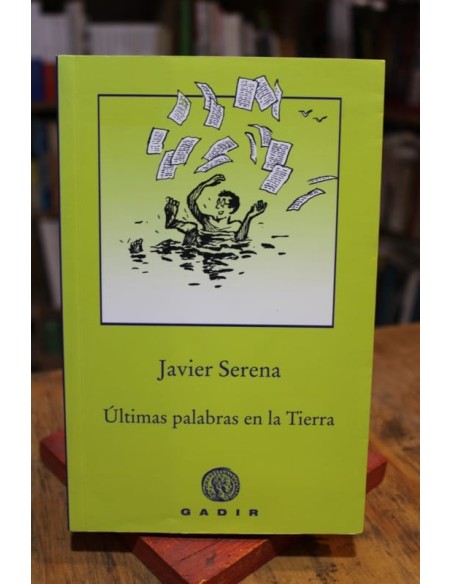 Javier Serena
Últimas palabras en la Tierra
GADIR